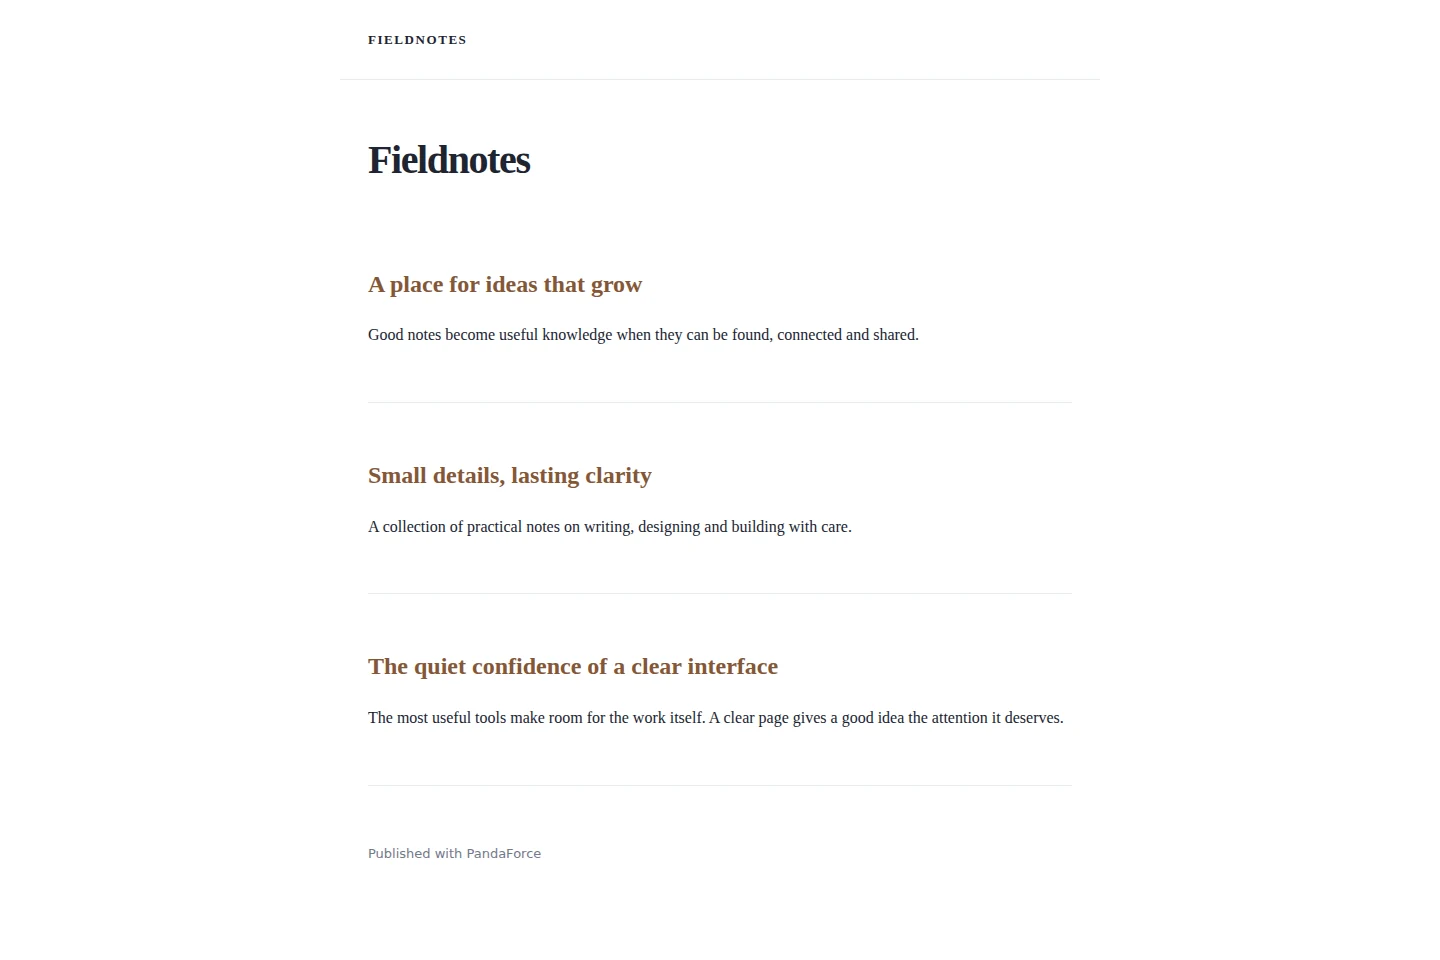 FIELDNOTES
Fieldnotes
A place for ideas that grow
Good notes become useful knowledge when they can be found, connected and shared.
Small details, lasting clarity
A collection of practical notes on writing, designing and building with care.
The quiet confidence of a clear interface
The most useful tools make room for the work itself. A clear page gives a good idea the attention it deserves.
Published with PandaForce